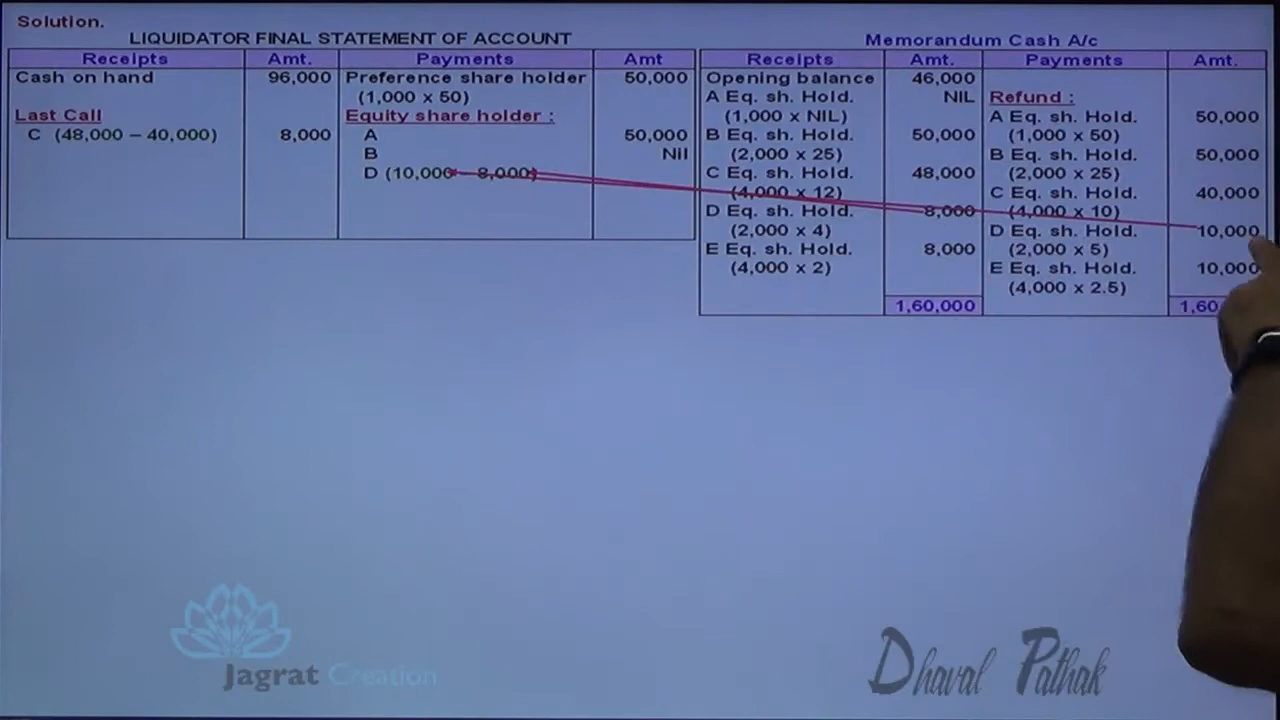 Solution.
LIQUIDATOR FINAL STATEMENT OF ACCOUNT
Receipts Amt. Payments Amt
Cash on hand 96,000 Preference share holder 50,000
(1,000 x 50)
Last Call Equity share holder :
C (48,000 – 40,000) 8,000 A 50,000
B Nil
D (10,000 – 8,000)
Memorandum Cash A/c
Receipts Amt. Payments Amt.
Opening balance 46,000
A Eq. sh. Hold. NIL Refund :
(1,000 x NIL) A Eq. sh. Hold. 50,000
B Eq. sh. Hold. 50,000 (1,000 x 50)
(2,000 x 25) B Eq. sh. Hold. 50,000
C Eq. sh. Hold. 48,000 (2,000 x 25)
(4,000 x 12) C Eq. sh. Hold. 40,000
D Eq. sh. Hold. 8,000 (4,000 x 10)
(2,000 x 4) D Eq. sh. Hold. 10,000
E Eq. sh. Hold. 8,000 (2,000 x 5)
(4,000 x 2) E Eq. sh. Hold. 10,000
(4,000 x 2.5)
1,60,000 1,60
Jagrat Creation
Dhaval Pathak